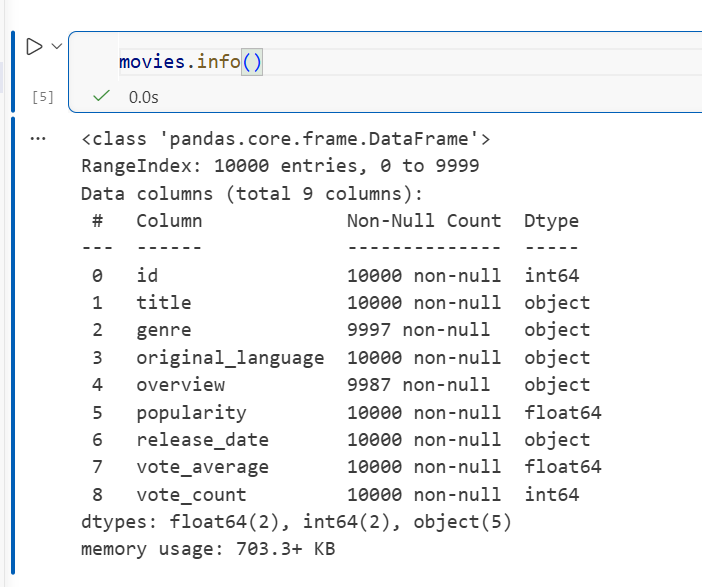 movies.info()
[5]
0.0s
...
<class 'pandas.core.frame.DataFrame'>
RangeIndex: 10000 entries, 0 to 9999
Data columns (total 9 columns):
 #   Column             Non-Null Count  Dtype
---  ------             --------------  -----
 0   id                 10000 non-null  int64
 1   title              10000 non-null  object
 2   genre              9997 non-null   object
 3   original_language  10000 non-null  object
 4   overview           9987 non-null   object
 5   popularity         10000 non-null  float64
 6   release_date       10000 non-null  object
 7   vote_average       10000 non-null  float64
 8   vote_count         10000 non-null  int64
dtypes: float64(2), int64(2), object(5)
memory usage: 703.3+ KB